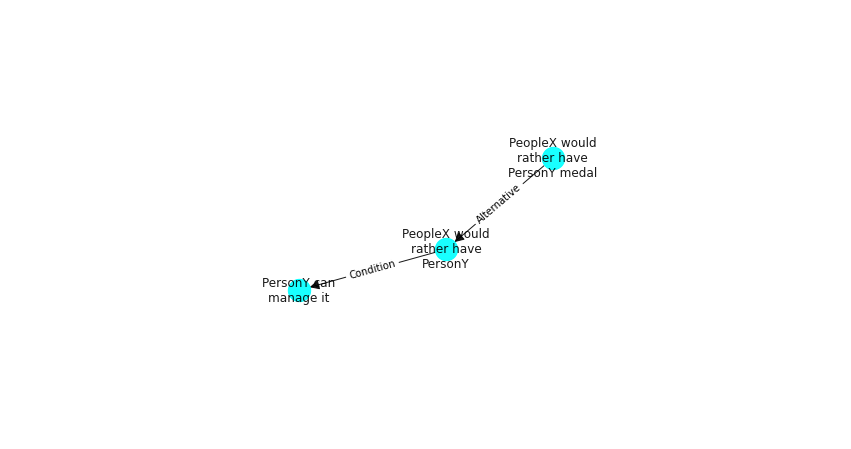 PeopleX would
rather have
PersonY medal
Alternative
PeopleX would
rather have
PersonY
Condition
PersonY can
manage it